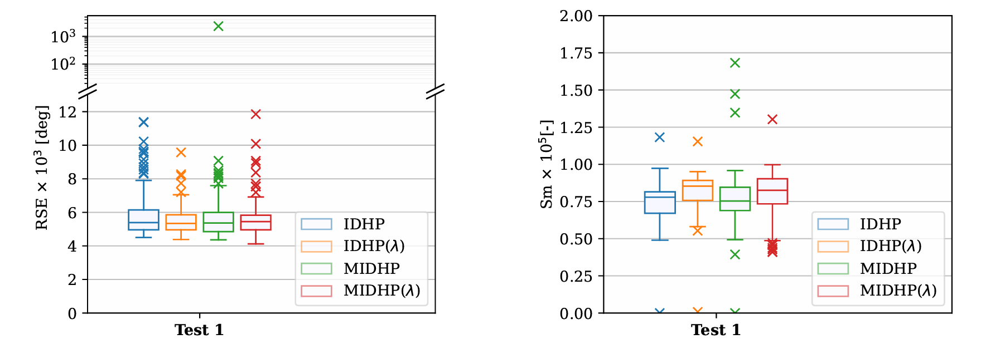 RSE × 10³ [deg]
10³
10²
12
10
8
6
4
2
0
Test 1
IDHP
IDHP(λ)
MIDHP
MIDHP(λ)
Sm × 10⁵[-]
2.00
1.75
1.50
1.25
1.00
0.75
0.50
0.25
0.00
Test 1
IDHP
IDHP(λ)
MIDHP
MIDHP(λ)